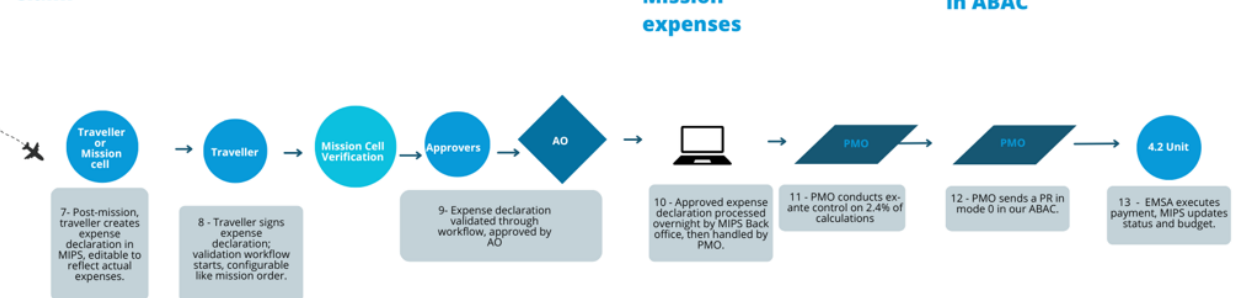 Mission
expenses
in ABAC
Traveller
or
Mission
cell
Traveller
Mission Cell
Verification
Approvers
AO
PMO
PMO
4.2 Unit
7- Post-mission,
traveller creates
expense
declaration in
MIPS, editable to
reflect actual
expenses.
8 - Traveller signs
expense
declaration;
validation workflow
starts, configurable
like mission order.
9- Expense declaration
validated through
workflow, approved by
AO
10 - Approved expense
declaration processed
overnight by MIPS Back
office, then handled by
PMO.
11 - PMO conducts ex-
ante control on 2.4% of
calculations
12 - PMO sends a PR in
mode 0 in our ABAC.
13 - EMSA executes
payment, MIPS updates
status and budget.